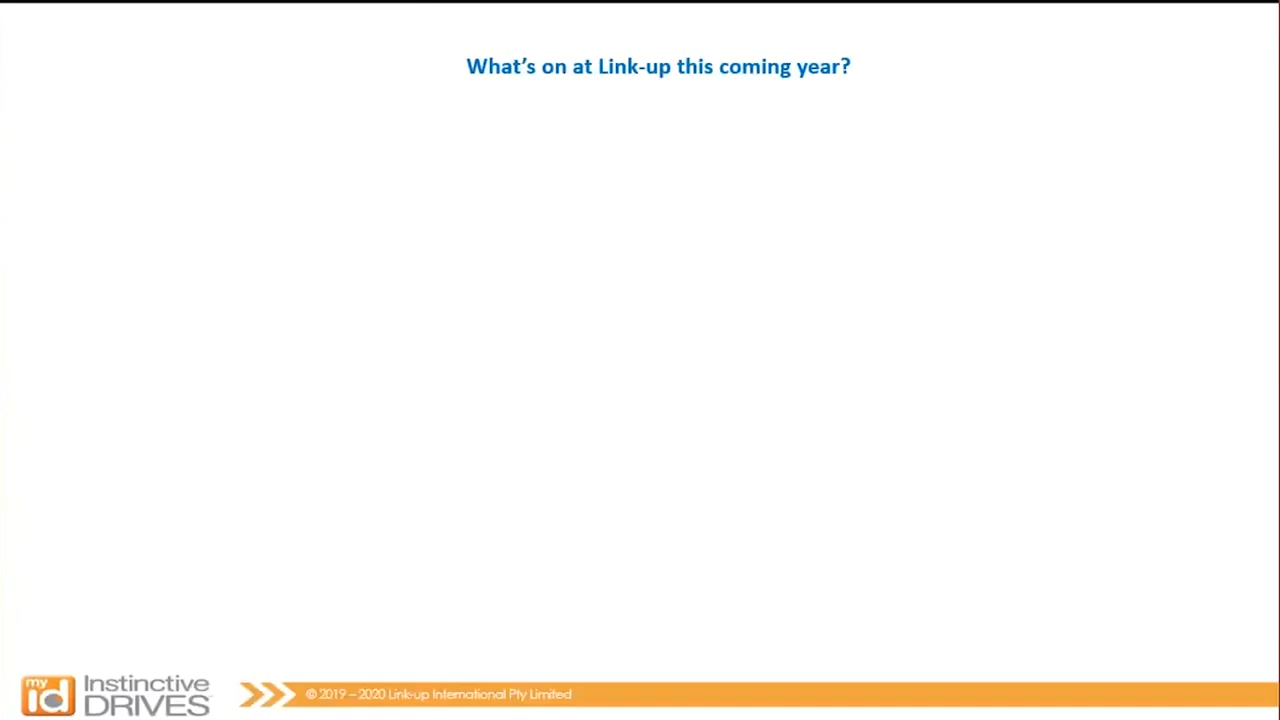 What's on at Link-up this coming year?
my
id
Instinctive
DRIVES
© 2019 – 2020 Link-up International Pty Limited